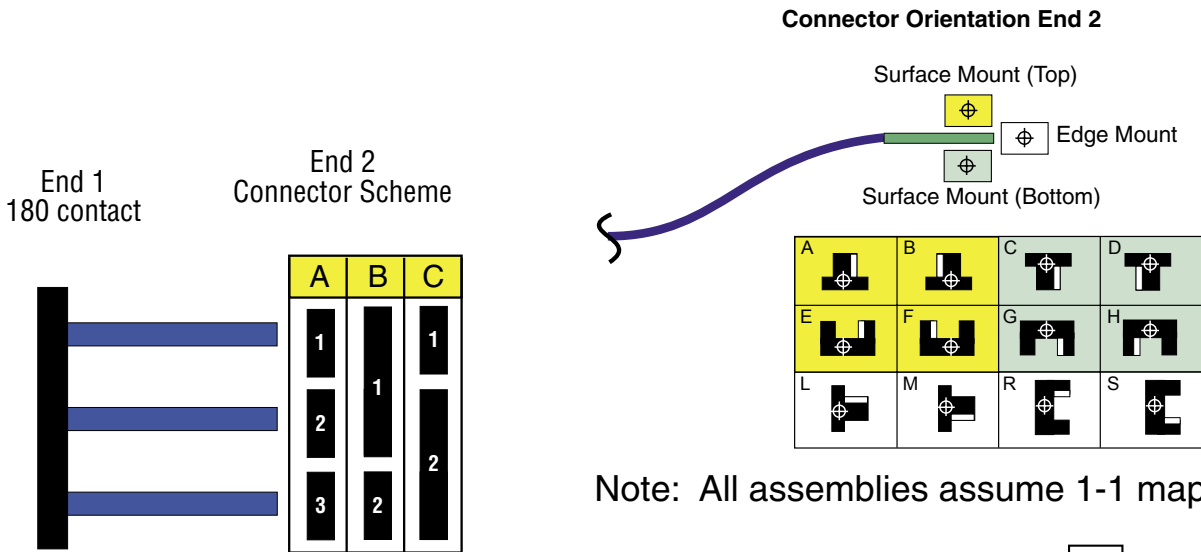 Connector Orientation End 2
Surface Mount (Top)
Edge Mount
Surface Mount (Bottom)
End 1
180 contact
End 2
Connector Scheme
A B C
1 1 1
2 2
3 2
A B C D
E F G H
L M R S
Note: All assemblies assume 1-1 map